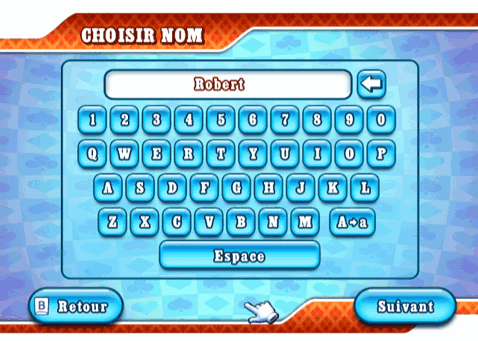 CHOISIR NOM
Robert
1 2 3 4 5 6 7 8 9 0
Q W E R T Y U I O P
A S D F G H J K L
Z X C V B N M A→a
Espace
B Retour
Suivant